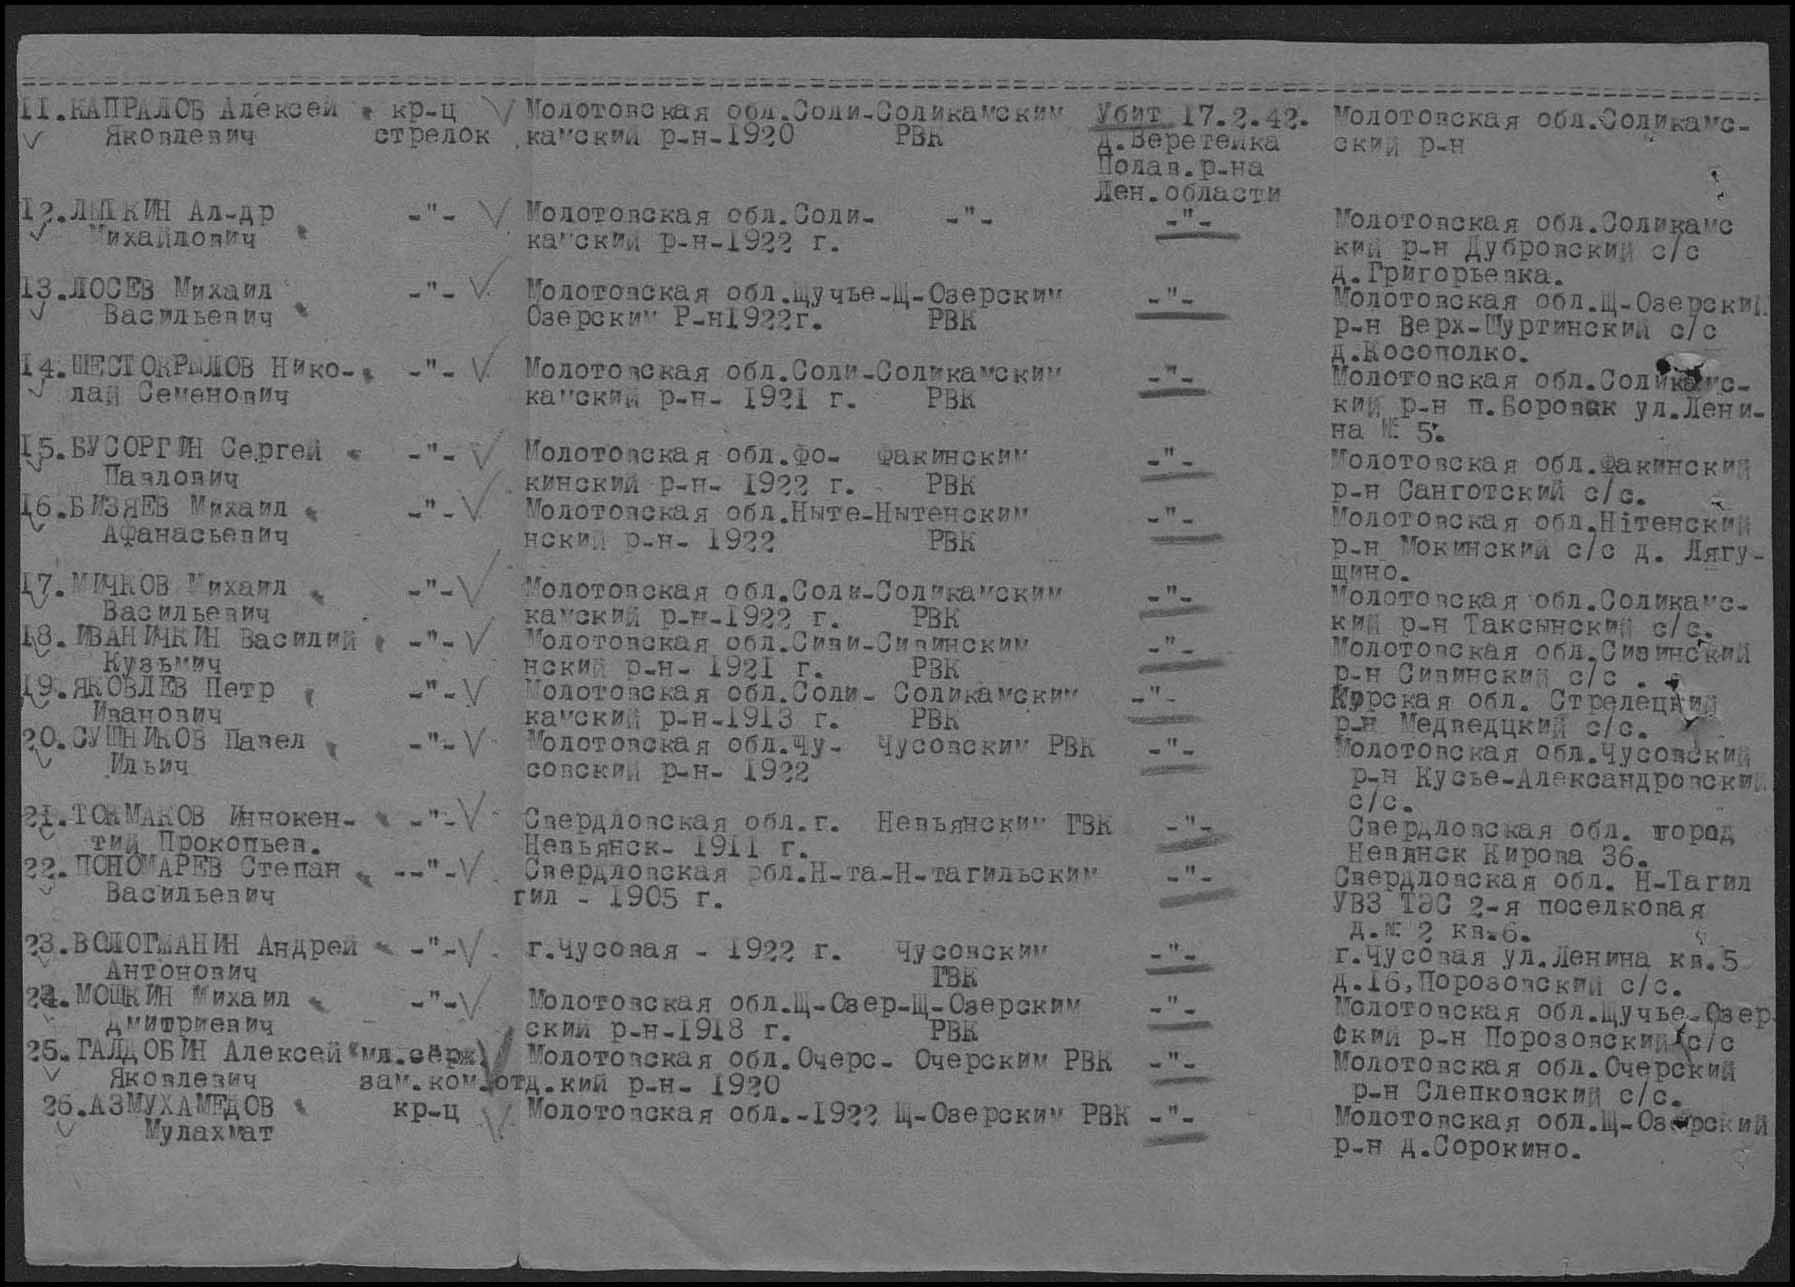 11.КАПРАЛОВ Алексей кр-ц Молотовская обл.Соли-Соликамским Убит 17.2.42. Молотовская обл.Соликамс-
Яковлевич стрелок камский р-н-1920 РВК д.Веретейка ский р-н
Полав.р-на
Лен.области
12.ЛЯПКИН Ал-др -"- Молотовская обл.Соли- -"- -"- Молотовская обл.Соликамс
Михайлович камский р-н-1922 г. кий р-н Дубровский с/с
д.Григорьевка.
13.ЛОСЕВ Михаил -"- Молотовская обл.Щучье-Щ-Озерским -"- Молотовская обл.Щ-Озерский
Васильевич Озерским Р-н1922г. РВК р-н Верх-Шуртинский с/с
д.Косополко.
14.ШЕСТОКРЫЛОВ Нико- -"- Молотовская обл.Соли-Соликамским -"- Молотовская обл.Соликамс-
лай Семенович камский р-н- 1921 г. РВК кий р-н п.Боровск ул.Лени-
на № 5.
15.БУСОРГИН Сергей -"- Молотовская обл.Фо- Факинским -"- Молотовская обл.Факинский
Павлович кинский р-н- 1922 г. РВК р-н Санготский с/с.
16.БИЗЯЕВ Михаил -"- Молотовская обл.Ныте-Нытенским -"- Молотовская обл.Нітенский
Афанасьевич нский р-н- 1922 РВК р-н Мокинский с/с д. Лягу-
щино.
17.МИЧКОВ Михаил -"- Молотовская обл.Соли-Соликамским -"- Молотовская обл.Соликамс-
Васильевич камский р-н-1922 г. РВК кий р-н Таксынский с/с.
18.ИВАНИЧКИН Василий -"- Молотовская обл.Сиви-Сивинским -"- Молотовская обл.Сивинский
Кузьмич нский р-н- 1921 г. РВК р-н Сивинский с/с .
19.ЯКОВЛЕВ Петр -"- Молотовская обл.Соли- Соликамским -"- Курская обл. Стрелецкий
Иванович камский р-н-1913 г. РВК р-н Медведцкий с/с.
20.СУШНИКОВ Павел -"- Молотовская обл.Чу- Чусовским РВК -"- Молотовская обл.Чусовский
Ильич совский р-н- 1922 р-н Кусье-Александровский
с/с.
21.ТОКМАКОВ Иннокен- -"- Свердловская обл.г. Невьянским ГВК -"- Свердловская обл. город
тий Прокопьев. Невьянск- 1911 г. Невянск Кирова 36.
22.ПОНОМАРЕВ Степан --"- Свердловская обл.Н-та-Н-тагильским -"- Свердловская обл. Н-Тагил
Васильевич гил - 1905 г. УВЗ ТЭС 2-я поселковая
д.№ 2 кв.6.
23.ВОЛОГЖАНИН Андрей -"- г.Чусовая - 1922 г. Чусовским -"- г.Чусовая ул.Ленина кв.5
Антонович ГВК д.16,Порозовский с/с.
24.МОШКИН Михаил -"- Молотовская обл.Щ-Озер-Щ-Озерским -"- Молотовская обл.Щучье-Озер-
Дмитриевич ский р-н-1918 г. РВК ский р-н Порозовский с/с
25.ГАЛДОБИН Алексей мл.серж Молотовская обл.Очерс- Очерским РВК -"- Молотовская обл.Очерский
Яковлевич зам.ком.отд.кий р-н- 1920 р-н Слепковский с/с.
26.АЗМУХАМЕДОВ кр-ц Молотовская обл.-1922 Щ-Озерским РВК -"- Молотовская обл.Щ-Озерский
Мулахмат р-н д.Сорокино.